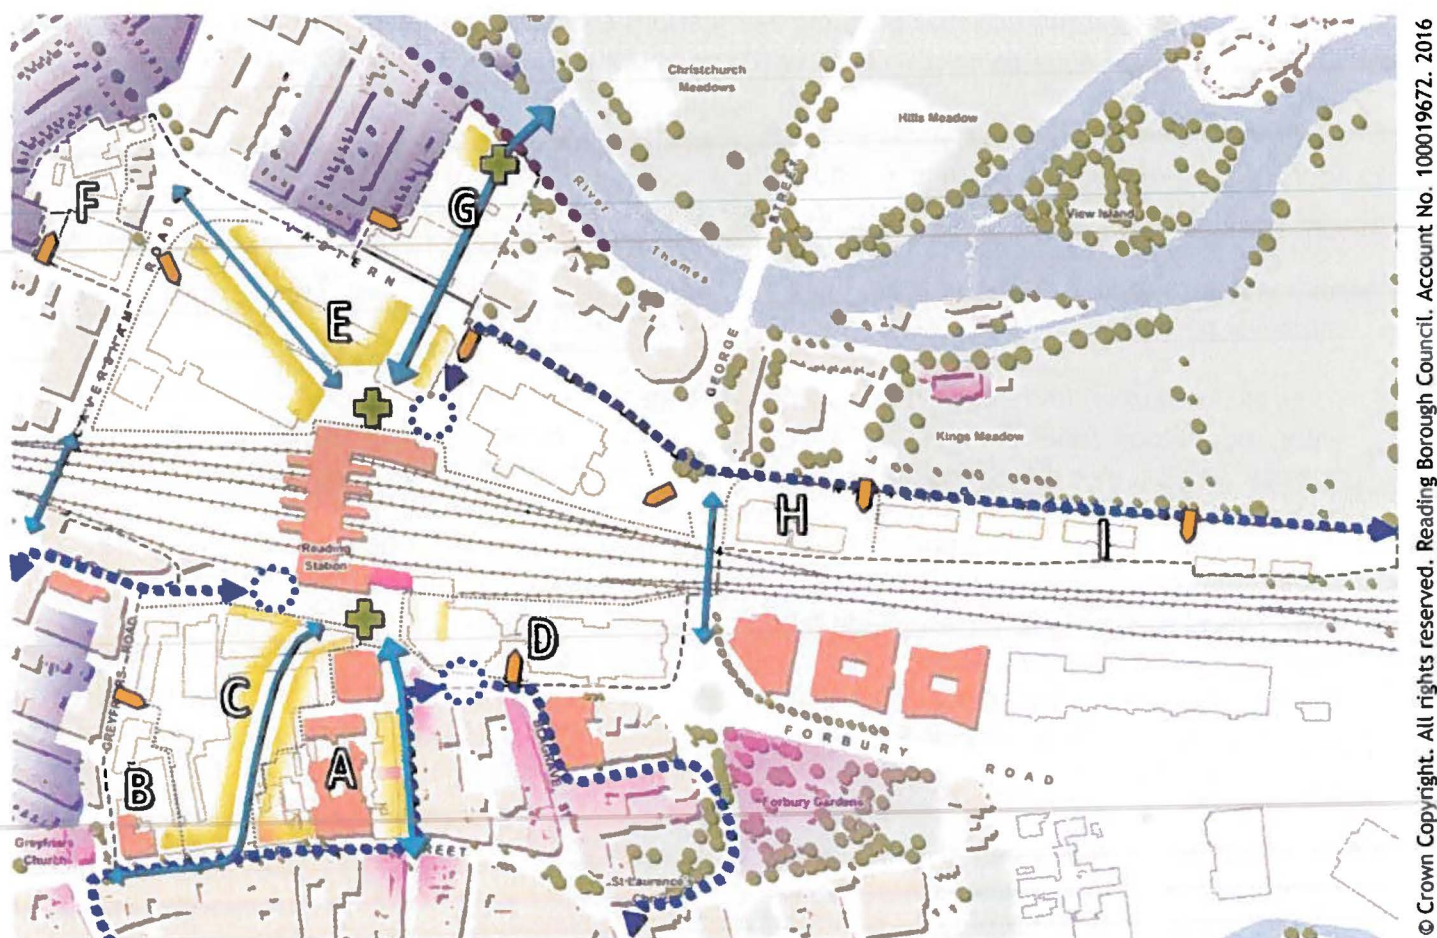 Christchurch
Meadows
Hills Meadow
F
G
River
STREET
View Island
ROAD
VASTERN
Thames
E
CAVERSHAM
GEORGE
Kings Meadow
H
I
Reading
Station
D
C
GREYFRIARS ROAD
FORBURY
ROAD
A
B
Forbury Gardens
Greyfriars
Church
REET
St Laurence's
Church
© Crown Copyright. All rights reserved. Reading Borough Council. Account No. 100019672. 2016